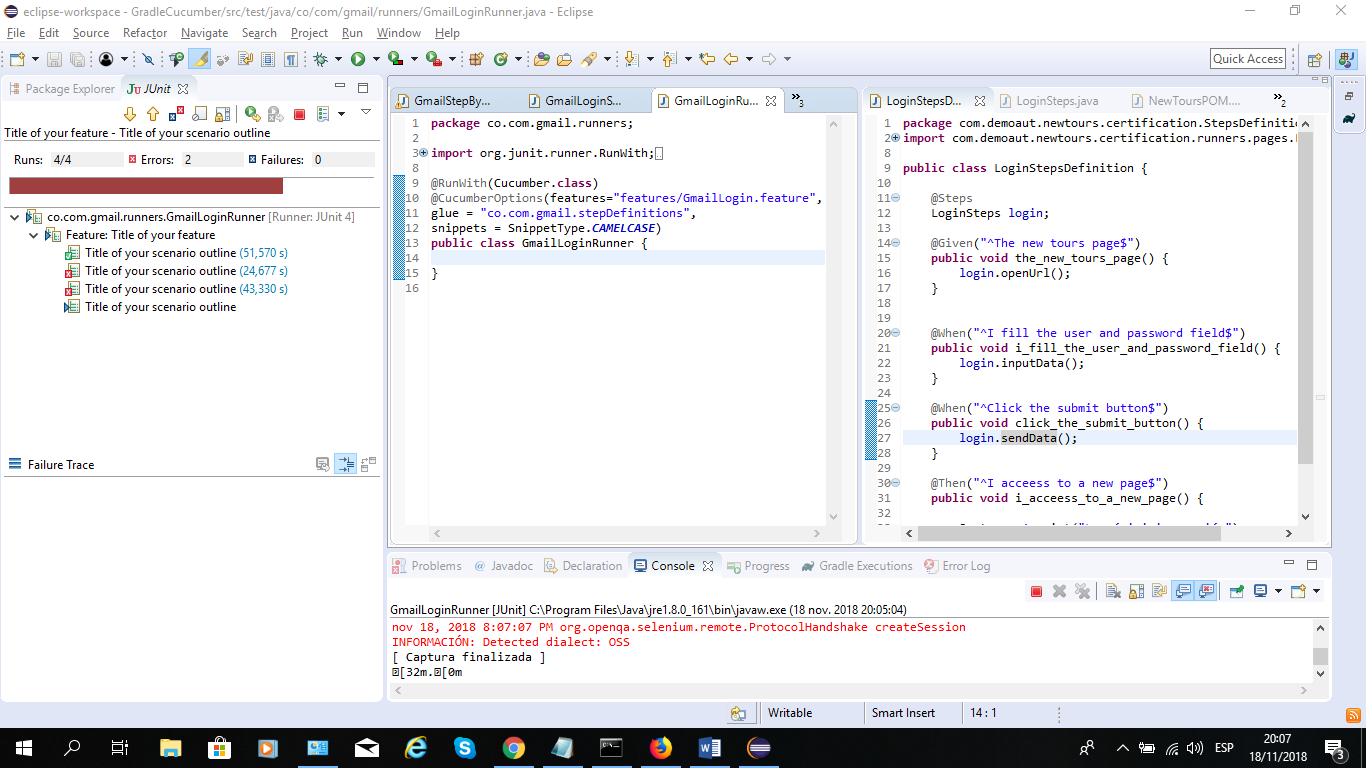 eclipse-workspace - GradleCucumber/src/test/java/co/com/gmail/runners/GmailLoginRunner.java - Eclipse
File Edit Source Refactor Navigate Search Project Run Window Help
Quick Access
Package Explorer JUnit
Title of your feature - Title of your scenario outline
Runs: 4/4 Errors: 2 Failures: 0
co.com.gmail.runners.GmailLoginRunner [Runner: JUnit 4]
Feature: Title of your feature
Title of your scenario outline (51,570 s)
Title of your scenario outline (24,677 s)
Title of your scenario outline (43,330 s)
Title of your scenario outline
Failure Trace
GmailStepBy... GmailLoginS... GmailLoginRu... »3
1 package co.com.gmail.runners;
2
3 import org.junit.runner.RunWith;
8
9 @RunWith(Cucumber.class)
10 @CucumberOptions(features="features/GmailLogin.feature",
11 glue = "co.com.gmail.stepDefinitions",
12 snippets = SnippetType.CAMELCASE)
13 public class GmailLoginRunner {
14
15 }
16
LoginStepsD... LoginSteps.java NewToursPOM.... »2
1 package com.demoaut.newtours.certification.StepsDefinitio
2 import com.demoaut.newtours.certification.runners.pages.
8
9 public class LoginStepsDefinition {
10
11 @Steps
12 LoginSteps login;
13
14 @Given("^The new tours page$")
15 public void the_new_tours_page() {
16 login.openUrl();
17 }
18
19
20 @When("^I fill the user and password field$")
21 public void i_fill_the_user_and_password_field() {
22 login.inputData();
23 }
24
25 @When("^Click the submit button$")
26 public void click_the_submit_button() {
27 login.sendData();
28 }
29
30 @Then("^I acceess to a new page$")
31 public void i_acceess_to_a_new_page() {
32
Problems @ Javadoc Declaration Console Progress Gradle Executions Error Log
GmailLoginRunner [JUnit] C:\Program Files\Java\jre1.8.0_161\bin\javaw.exe (18 nov. 2018 20:05:04)
nov 18, 2018 8:07:07 PM org.openqa.selenium.remote.ProtocolHandshake createSession
INFORMACIÓN: Detected dialect: OSS
[ Captura finalizada ]
[32m.[0m
Writable Smart Insert 14 : 1
ESP 20:07
18/11/2018 3